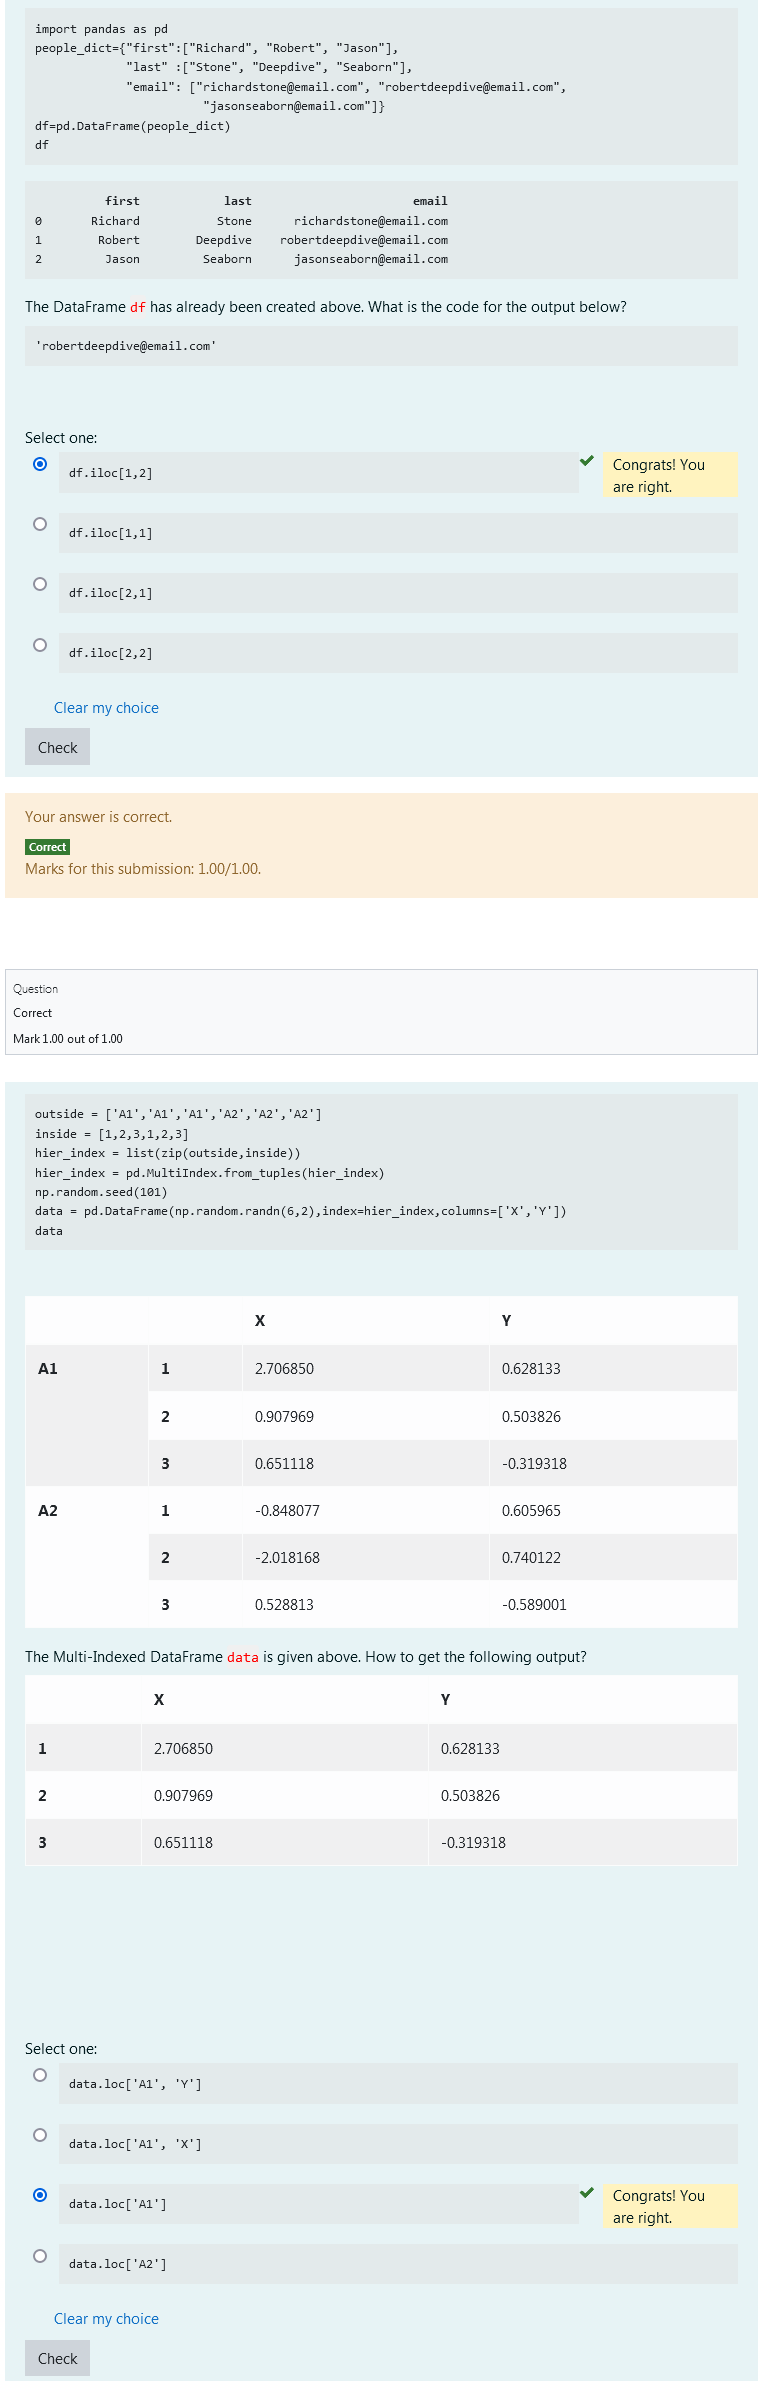 import pandas as pd
people_dict={"first":["Richard", "Robert", "Jason"],
"last" :["Stone", "Deepdive", "Seaborn"],
"email": ["richardstone@email.com", "robertdeepdive@email.com",
"jasonseaborn@email.com"]}
df=pd.DataFrame(people_dict)
df
first last email
0 Richard Stone richardstone@email.com
1 Robert Deepdive robertdeepdive@email.com
2 Jason Seaborn jasonseaborn@email.com
The DataFrame df has already been created above. What is the code for the output below?
'robertdeepdive@email.com'
Select one:
df.iloc[1,2]
Congrats! You
are right.
df.iloc[1,1]
df.iloc[2,1]
df.iloc[2,2]
Clear my choice
Check
Your answer is correct.
Correct
Marks for this submission: 1.00/1.00.
Question
Correct
Mark 1.00 out of 1.00
outside = ['A1','A1','A1','A2','A2','A2']
inside = [1,2,3,1,2,3]
hier_index = list(zip(outside,inside))
hier_index = pd.MultiIndex.from_tuples(hier_index)
np.random.seed(101)
data = pd.DataFrame(np.random.randn(6,2),index=hier_index,columns=['X','Y'])
data
X Y
A1 1 2.706850 0.628133
2 0.907969 0.503826
3 0.651118 -0.319318
A2 1 -0.848077 0.605965
2 -2.018168 0.740122
3 0.528813 -0.589001
The Multi-Indexed DataFrame data is given above. How to get the following output?
X Y
1 2.706850 0.628133
2 0.907969 0.503826
3 0.651118 -0.319318
Select one:
data.loc['A1', 'Y']
data.loc['A1', 'X']
data.loc['A1']
Congrats! You
are right.
data.loc['A2']
Clear my choice
Check